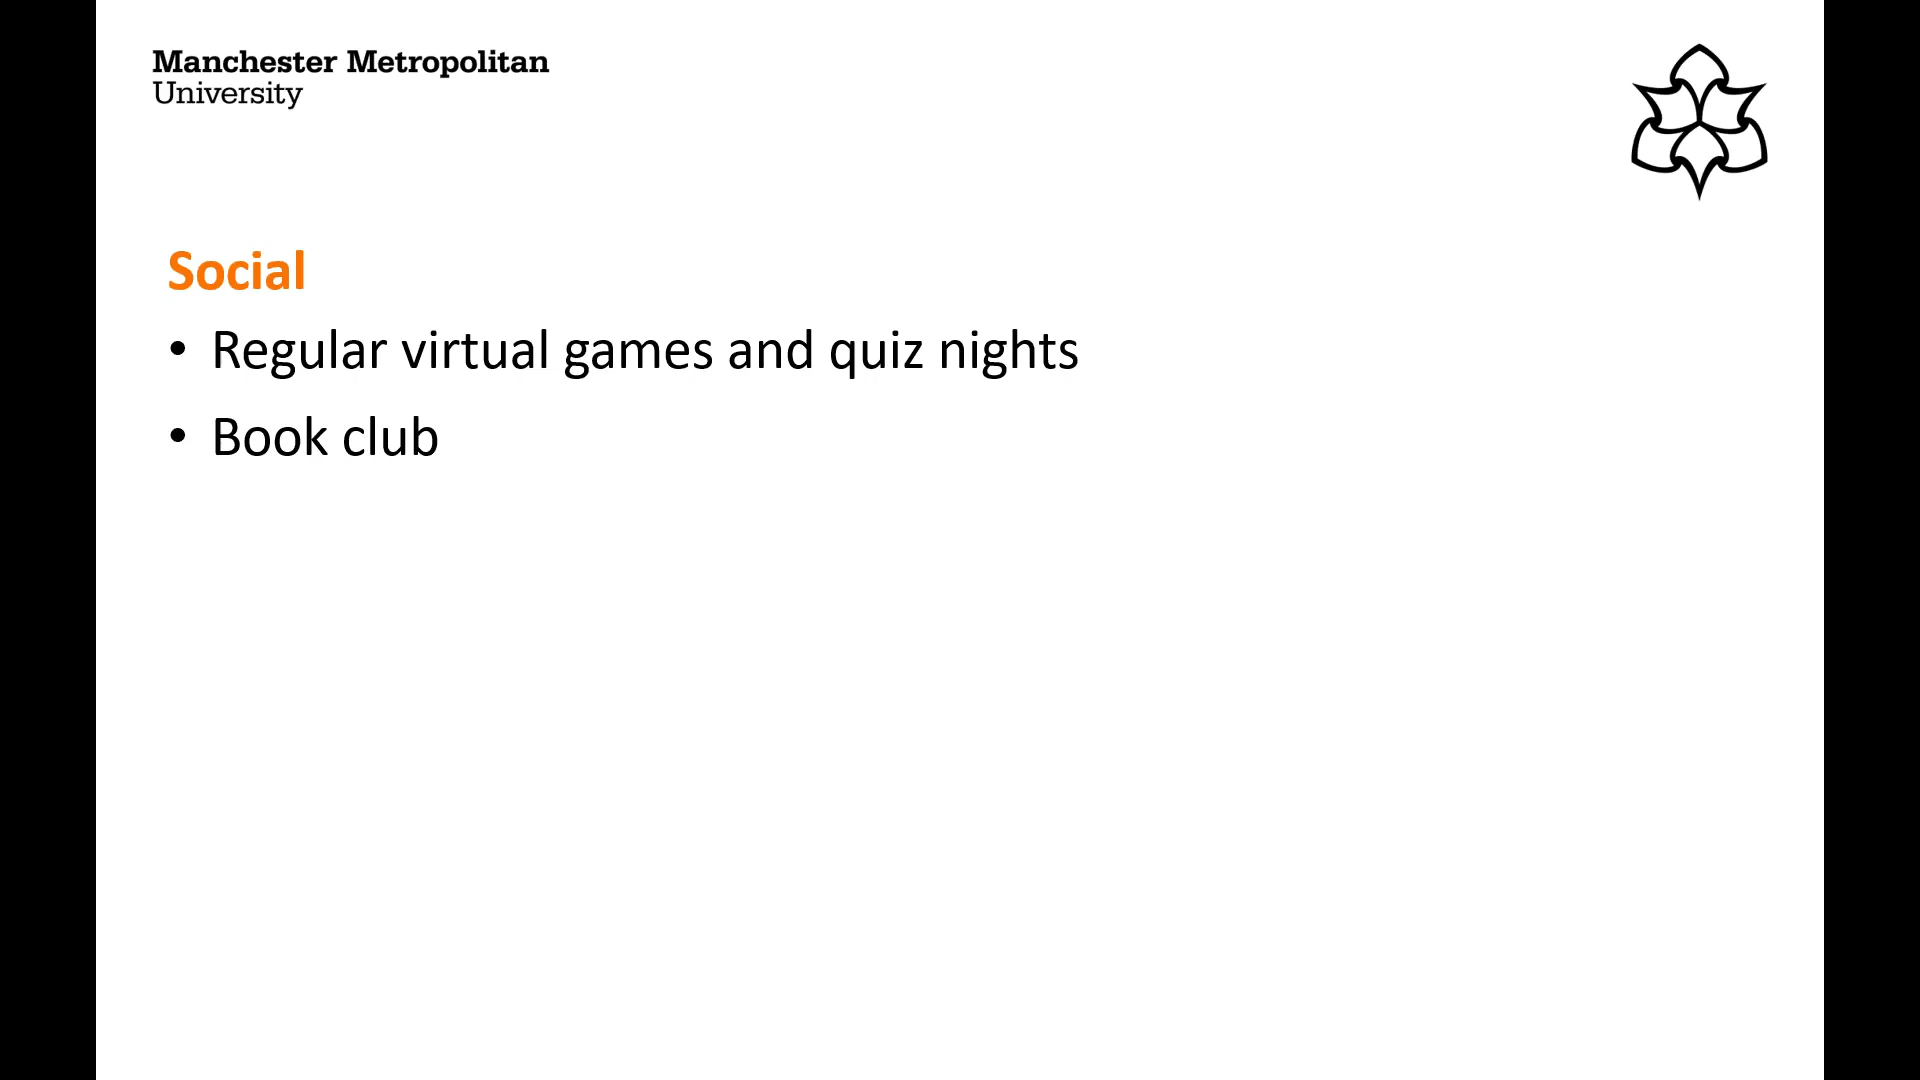 Manchester Metropolitan
University
Social
• Regular virtual games and quiz nights
• Book club